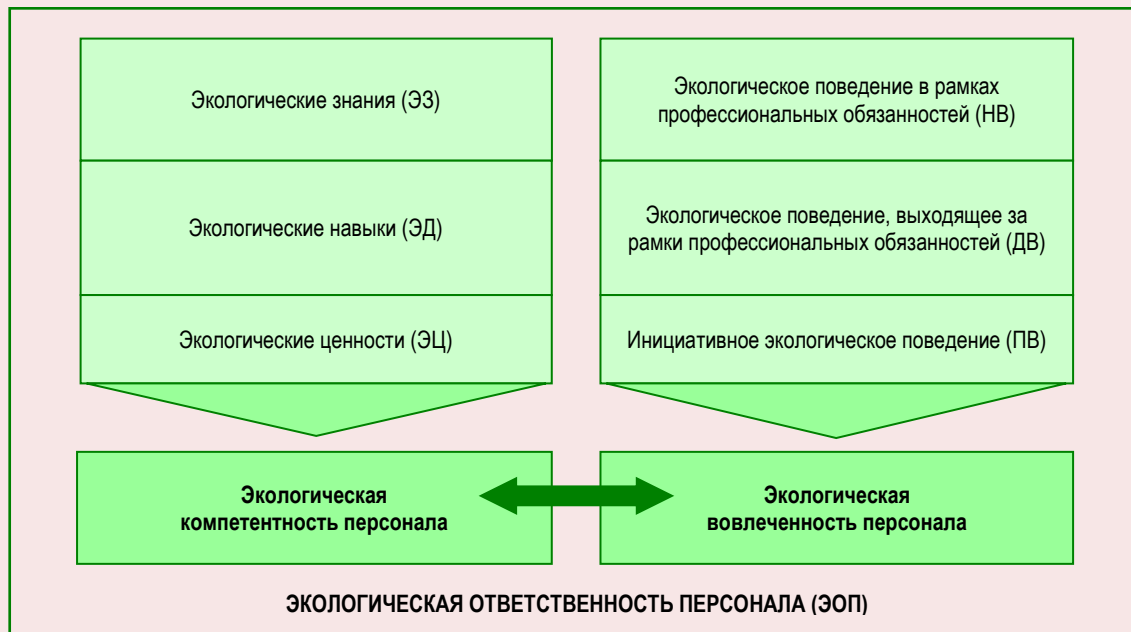 Экологические знания (ЭЗ)
Экологические навыки (ЭД)
Экологические ценности (ЭЦ)
Экологическое поведение в рамках
профессиональных обязанностей (НВ)
Экологическое поведение, выходящее за
рамки профессиональных обязанностей (ДВ)
Инициативное экологическое поведение (ПВ)
Экологическая
компетентность персонала
Экологическая
вовлеченность персонала
ЭКОЛОГИЧЕСКАЯ ОТВЕТСТВЕННОСТЬ ПЕРСОНАЛА (ЭОП)